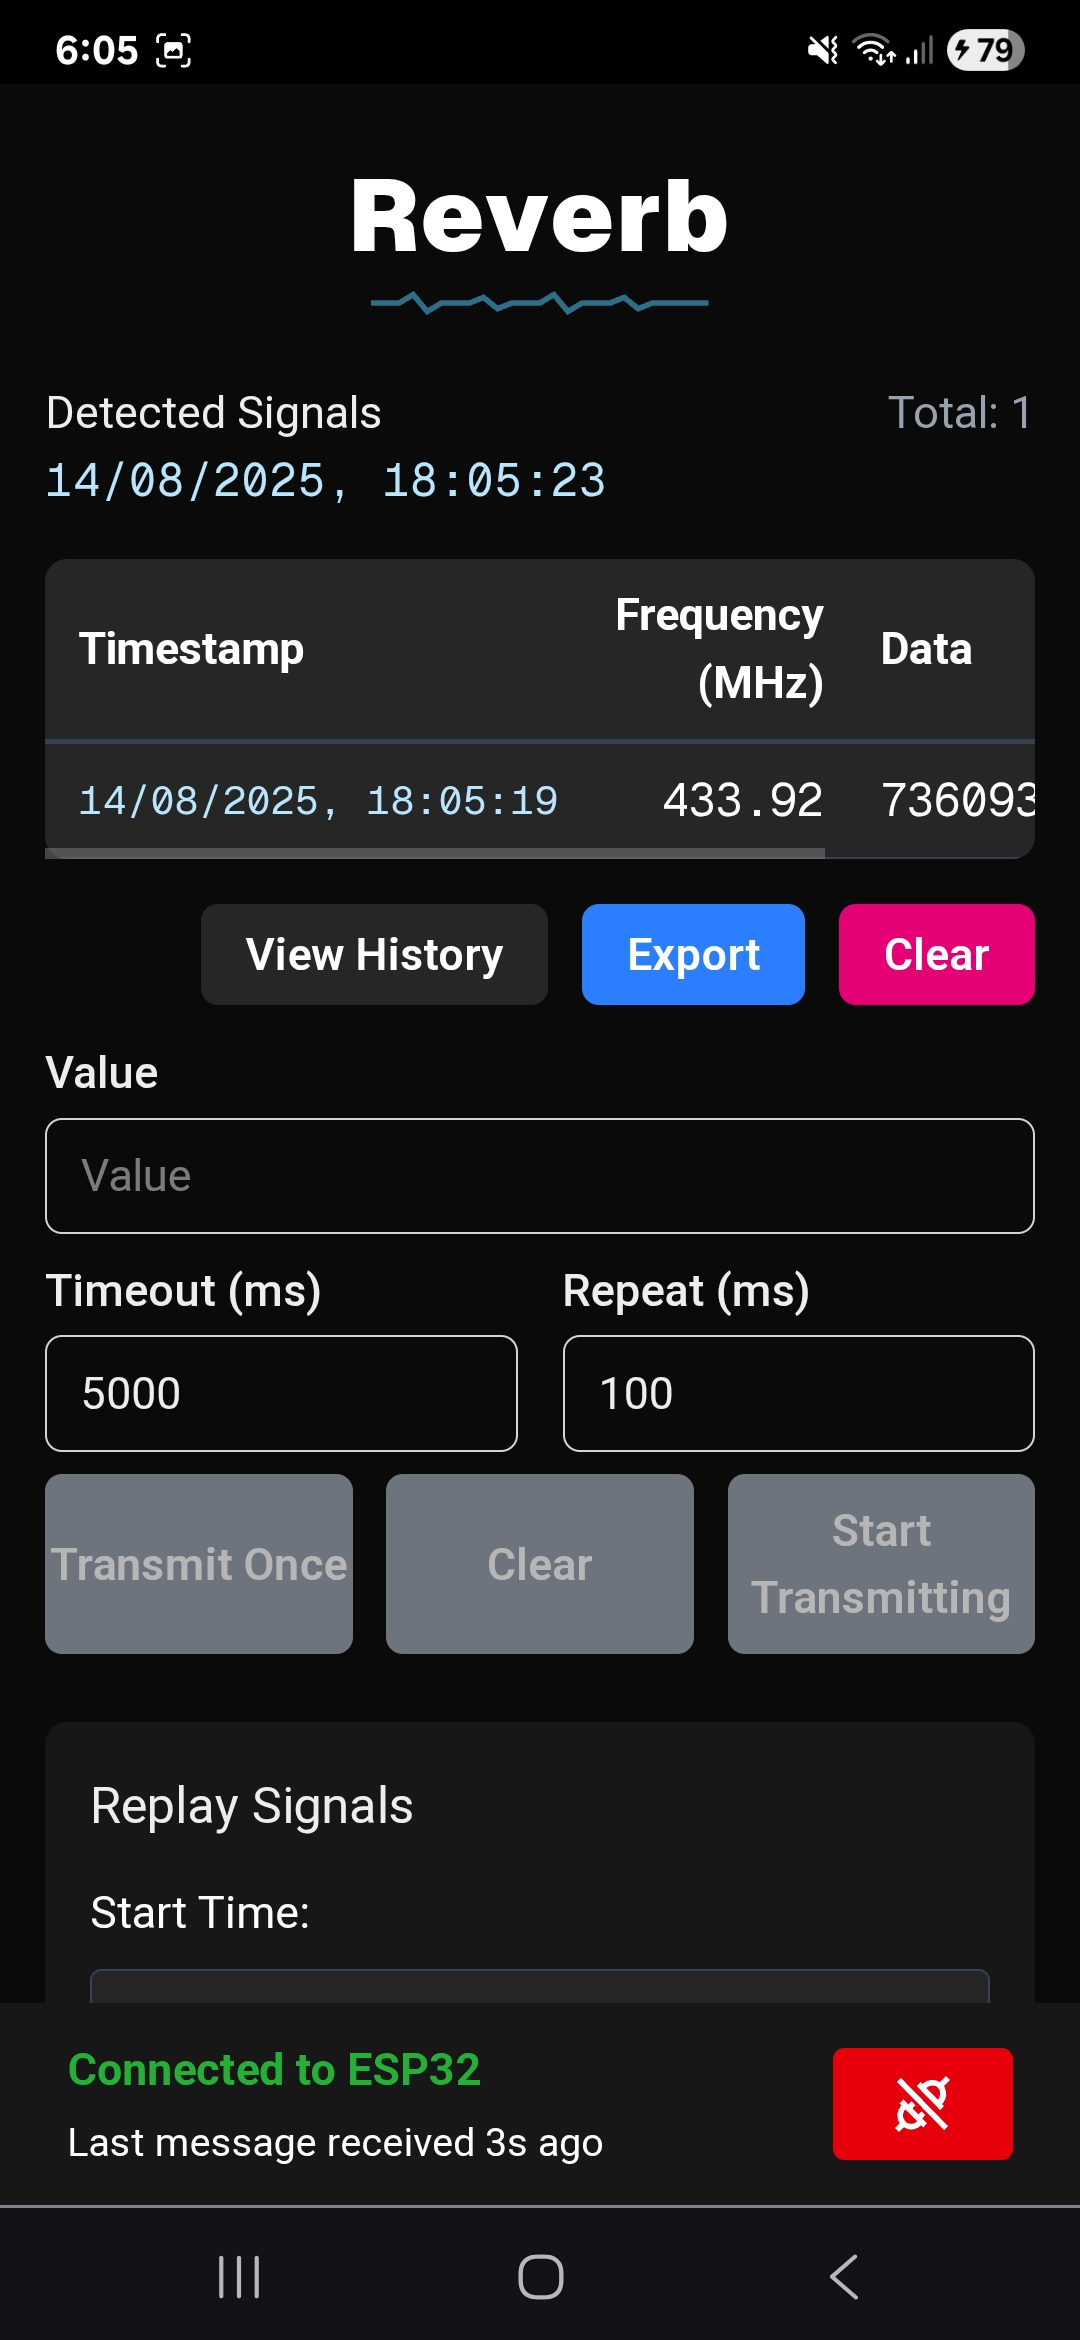 6:05
79
Reverb
Detected Signals
Total: 1
14/08/2025, 18:05:23
Timestamp
Frequency
(MHz)
Data
14/08/2025, 18:05:19
433.92
736093
View History
Export
Clear
Value
Value
Timeout (ms)
Repeat (ms)
5000
100
Transmit Once
Clear
Start
Transmitting
Replay Signals
Start Time:
Connected to ESP32
Last message received 3s ago